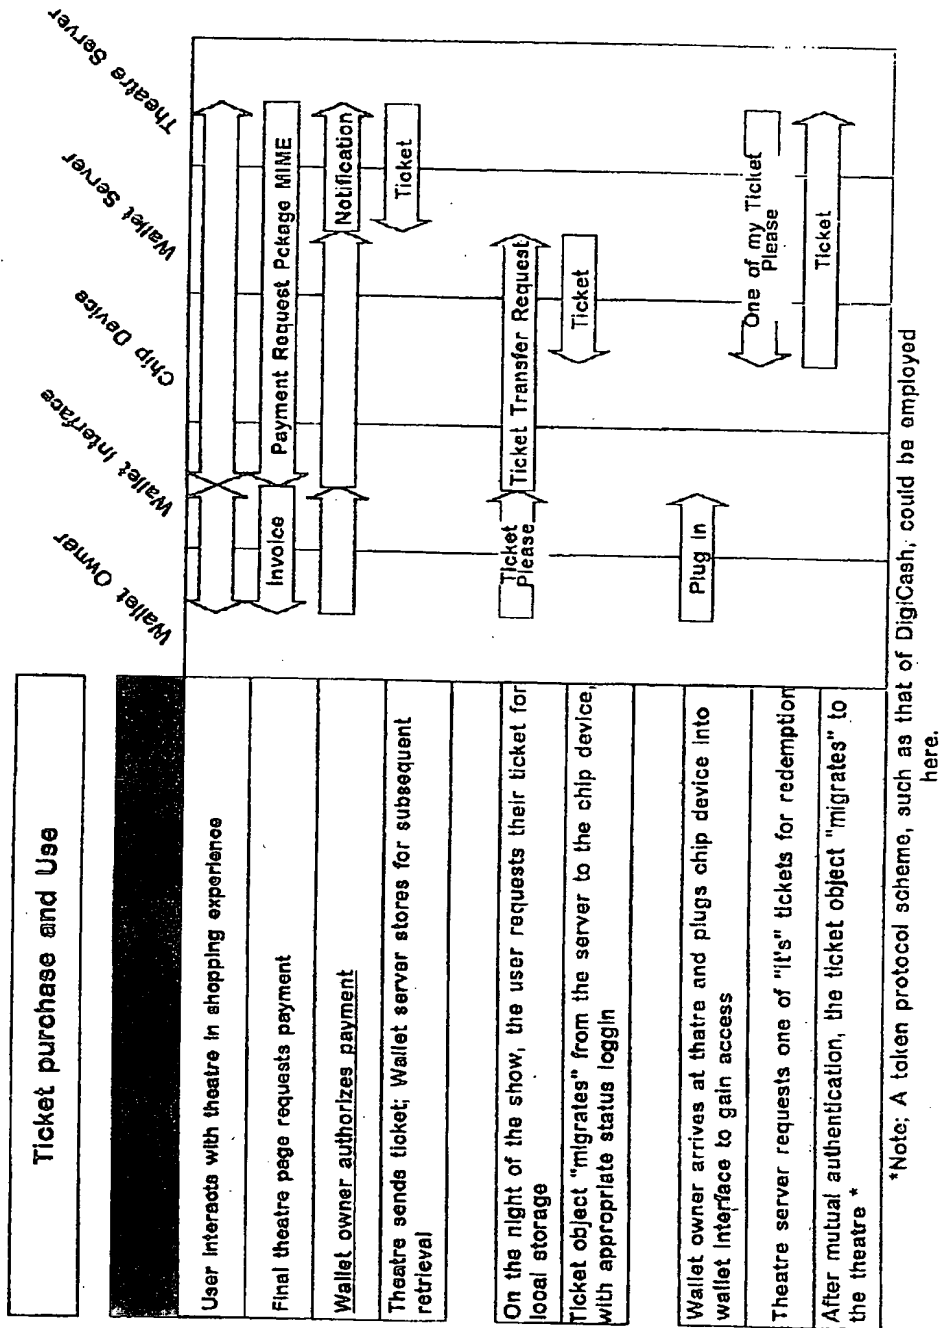 Ticket purchase and Use
Wallet Owner
Wallet Interface
Chip Device
Wallet Server
Theatre Server
User interacts with theatre in shopping experience
Final theatre page requests payment
Invoice
Payment Request Pckage MIME
Wallet owner authorizes payment
Notification
Theatre sends ticket; Wallet server stores for subsequent
retrieval
Ticket
On the night of the show, the user requests their ticket for
local storage
Ticket
Please
Ticket Transfer Request
Ticket object "migrates" from the server to the chip device,
with appropriate status loggin
Ticket
Wallet owner arrives at thatre and plugs chip device into
wallet interface to gain access
Plug in
Theatre server requests one of "it's" tickets for redemption
One of my Ticket
Please
After mutual authentication, the ticket object "migrates" to
the theatre *
Ticket
*Note; A token protocol scheme, such as that of DigiCash, could be employed
here.